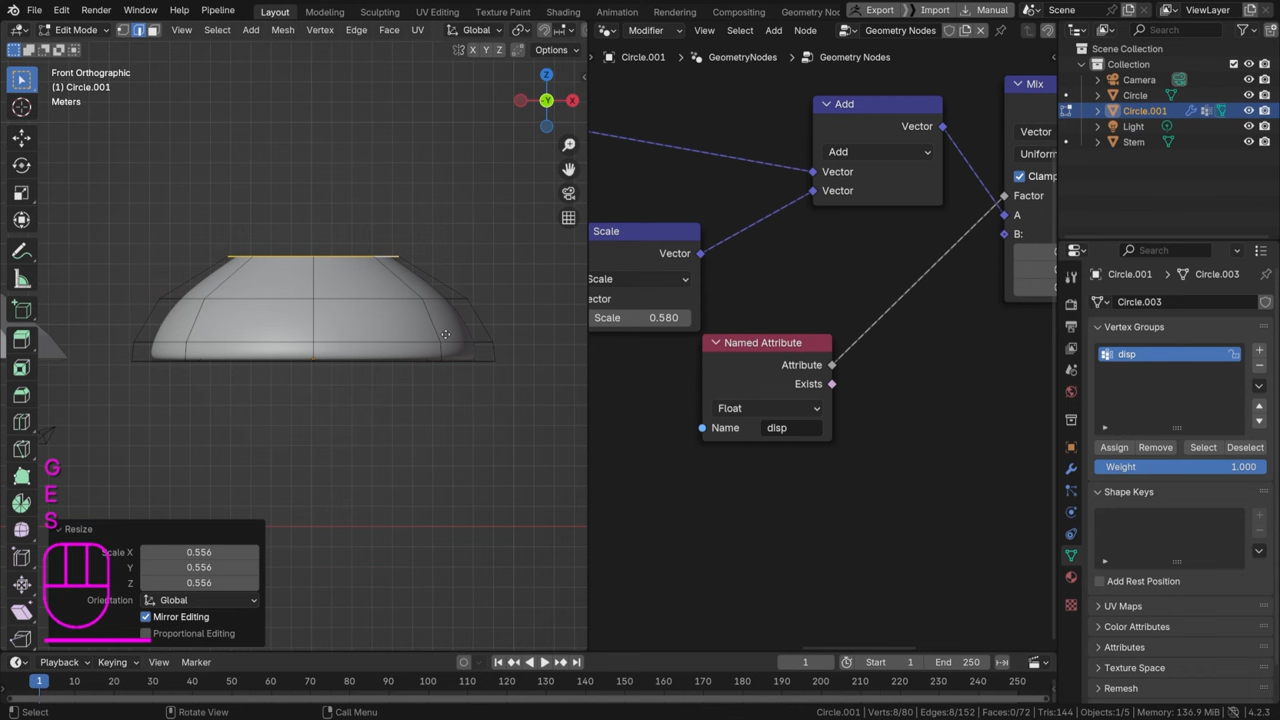 File Edit Render Window Help Layout Modeling Sculpting UV Editing Texture Paint Shading Animation Rendering Compositing Geometry Nod Export Import Manual Scene ViewLayer
Edit Mode View Select Add Mesh Vertex Edge Face UV Global
X Y Z Options
Front Orthographic
(1) Circle.001
Meters
Z
X
-Y
G
E
S
Resize
Scale X 0.556
Y 0.556
Z 0.556
Orientation Global
Mirror Editing
Proportional Editing
Modifier View Select Add Node Geometry Nodes
Circle.001 GeometryNodes Geometry Nodes
Add
Vector
Add
Vector
Vector
Scale
Vector
Scale
ector
Scale 0.580
Named Attribute
Attribute
Exists
Float
Name disp
Mix
Vector
Uniform
Clamp
Factor
A
B:
Search
Scene Collection
Collection
Camera
Circle
Circle.001
Light
Stem
Search
Circle.001 Circle.003
Circle.003
Vertex Groups
disp
Assign Remove Select Deselect
Weight 1.000
Shape Keys
Add Rest Position
UV Maps
Color Attributes
Attributes
Texture Space
Remesh
Playback Keying View Marker
1 Start 1 End 250
1 10 20 30 40 50 60 70 80 90 100 110 120 130 140 150 160 170 180 190 200 210 220 230 240 250
Select Rotate View Call Menu
Circle.001 | Verts:8/80 | Edges:8/152 | Faces:0/72 | Tris:144 | Objects:1/5 | Memory: 136.9 MiB | 4.2.3